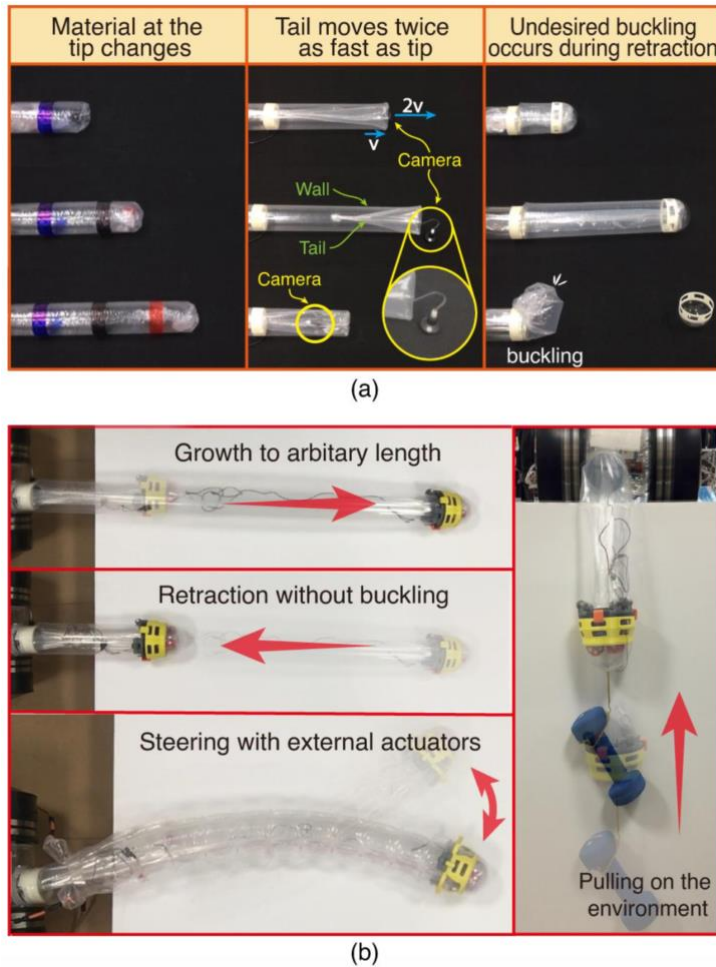 Material at the
tip changes
Tail moves twice
as fast as tip
Undesired buckling
occurs during retraction
2v
v
Camera
Wall
Tail
Camera
buckling
(a)
Growth to arbitary length
Retraction without buckling
Steering with external actuators
Pulling on the
environment
(b)